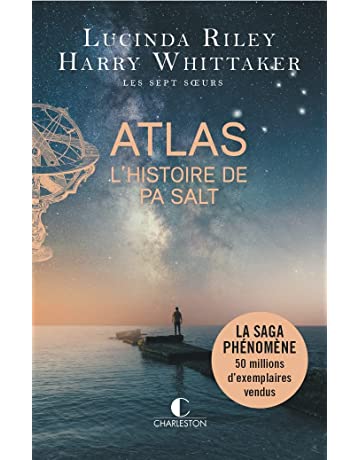 LUCINDA RILEY
HARRY WHITTAKER
LES SEPT SŒURS
ATLAS
L'HISTOIRE DE
PA SALT
LA SAGA
PHÉNOMÈNE
50 millions
d'exemplaires
vendus
CHARLESTON